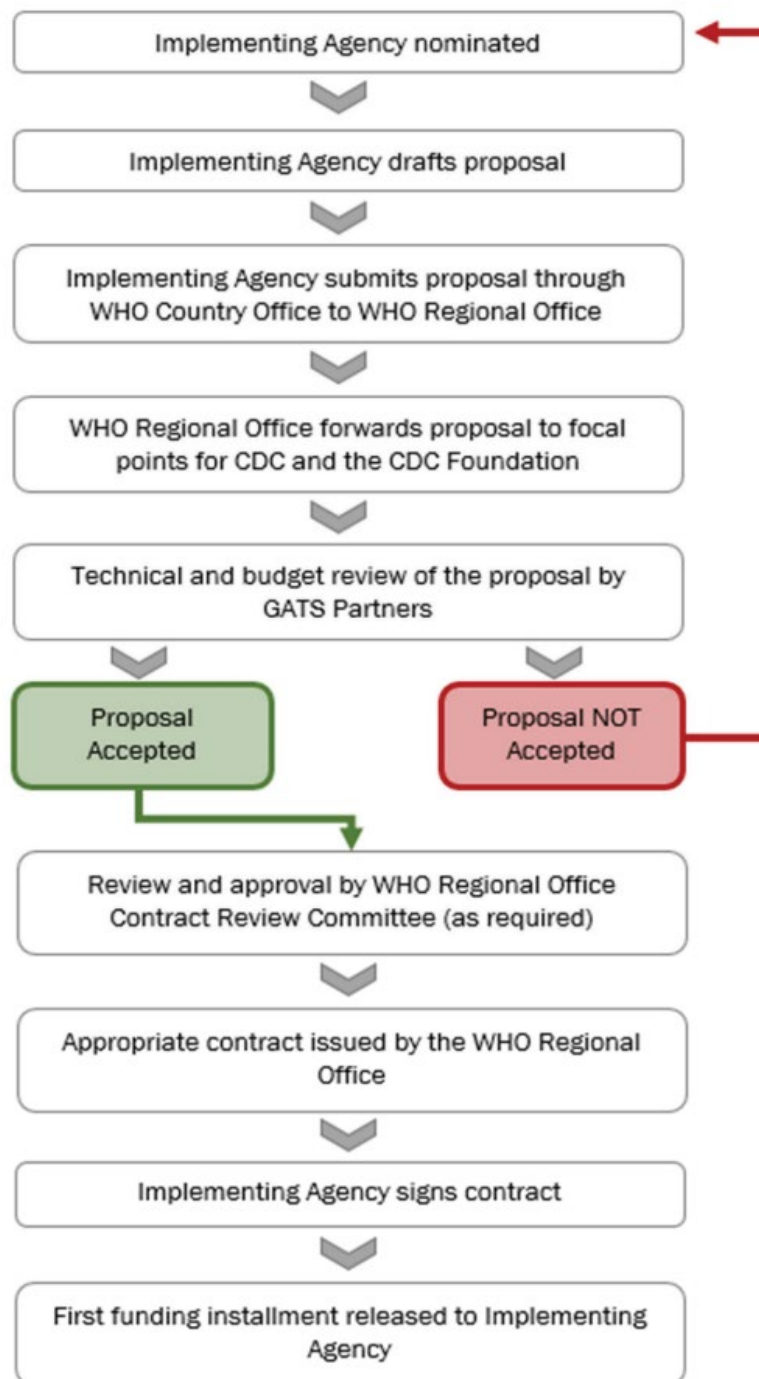 Implementing Agency nominated
Implementing Agency drafts proposal
Implementing Agency submits proposal through
WHO Country Office to WHO Regional Office
WHO Regional Office forwards proposal to focal
points for CDC and the CDC Foundation
Technical and budget review of the proposal by
GATS Partners
Proposal
Accepted
Proposal NOT
Accepted
Review and approval by WHO Regional Office
Contract Review Committee (as required)
Appropriate contract issued by the WHO Regional
Office
Implementing Agency signs contract
First funding installment released to Implementing
Agency